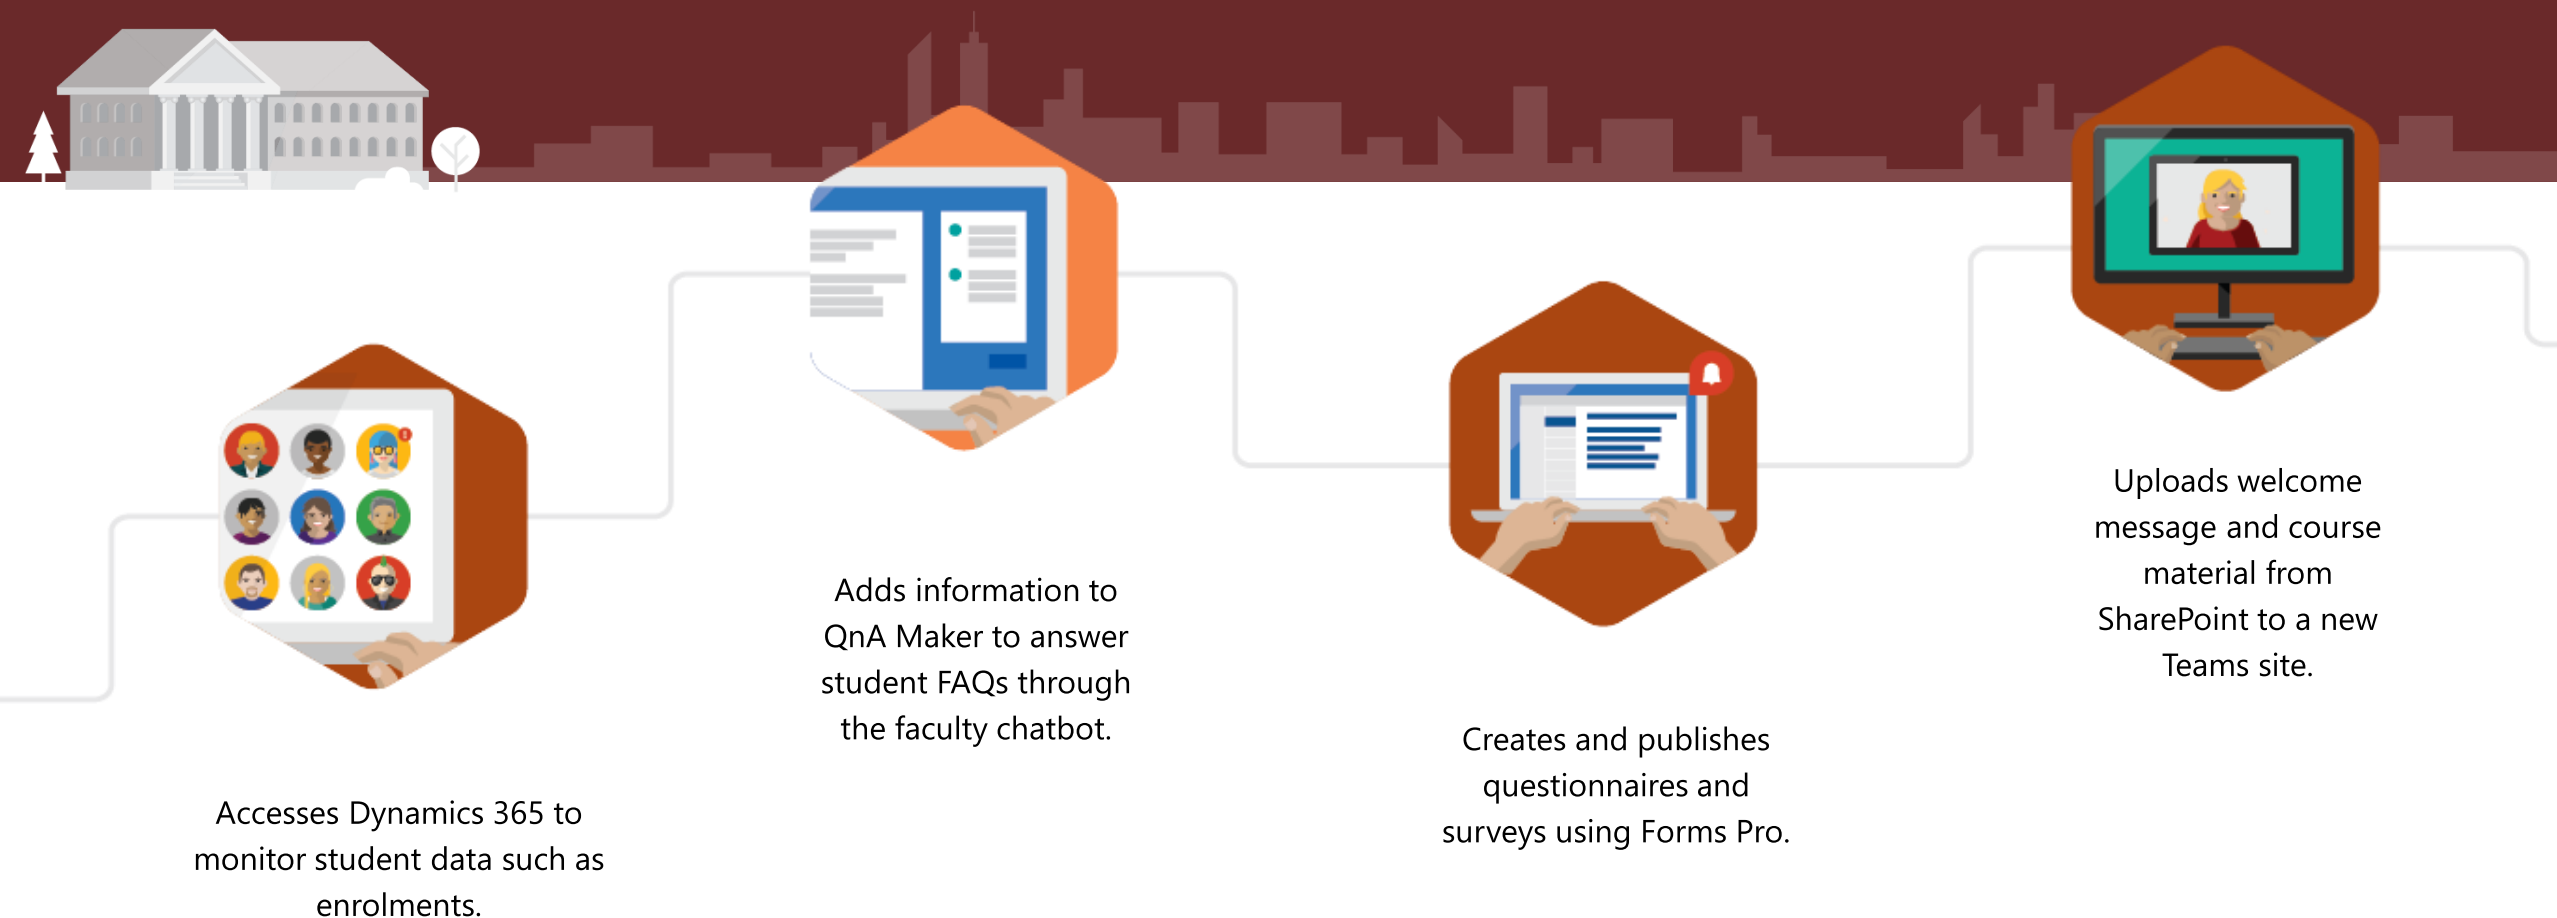 Accesses Dynamics 365 to
monitor student data such as
enrolments.
Adds information to
QnA Maker to answer
student FAQs through
the faculty chatbot.
Creates and publishes
questionnaires and
surveys using Forms Pro.
Uploads welcome
message and course
material from
SharePoint to a new
Teams site.